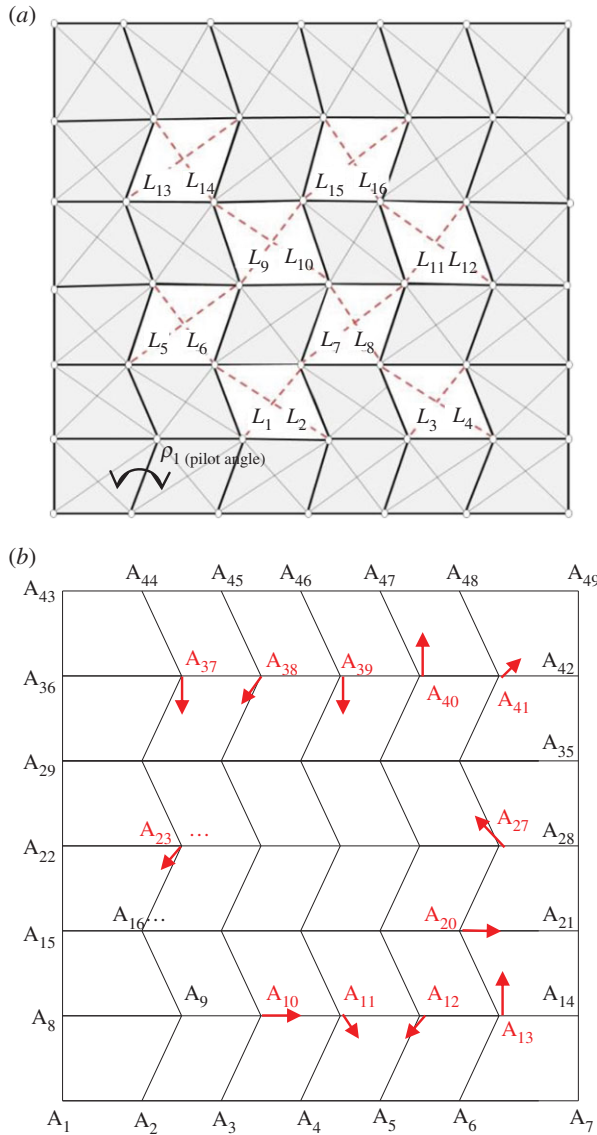 (a)
L13 L14 L15 L16
L9 L10 L11 L12
L5 L6 L7 L8
L1 L2 L3 L4
ρ1 (pilot angle)
(b)
A43 A44 A45 A46 A47 A48 A49
A36 A37 A38 A39 A40 A41 A42
A29 A35
A22 A23 ... A27 A28
A15 A16... A20 A21
A8 A9 A10 A11 A12 A13 A14
A1 A2 A3 A4 A5 A6 A7